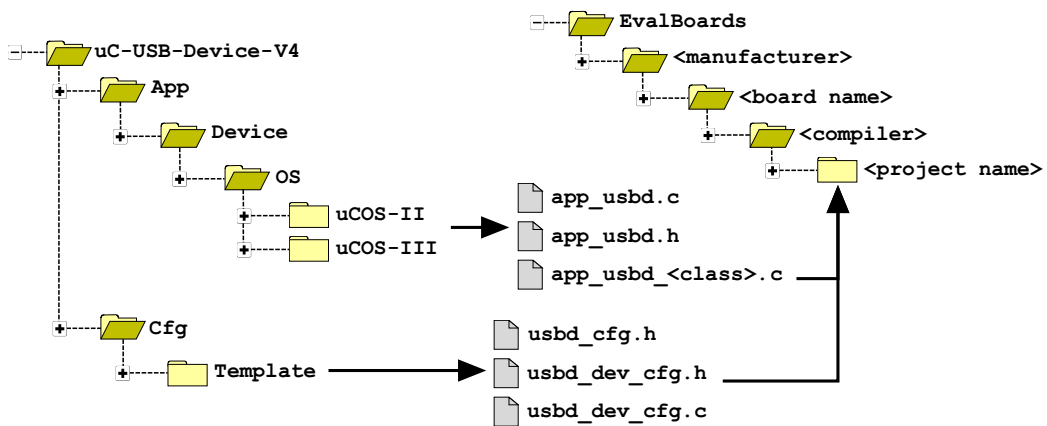 uC-USB-Device-V4
App
Device
OS
uCOS-II
uCOS-III
Cfg
Template
app_usbd.c
app_usbd.h
app_usbd_<class>.c
usbd_cfg.h
usbd_dev_cfg.h
usbd_dev_cfg.c
EvalBoards
<manufacturer>
<board name>
<compiler>
<project name>